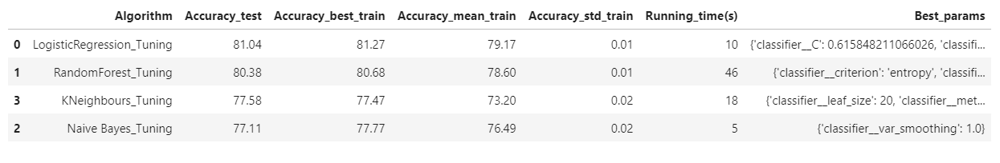 Algorithm Accuracy_test Accuracy_best_train Accuracy_mean_train Accuracy_std_train Running_time(s) Best_params
0 LogisticRegression_Tuning 81.04 81.27 79.17 0.01 10 {'classifier__C': 0.615848211066026, 'classifi...
1 RandomForest_Tuning 80.38 80.68 78.60 0.01 46 {'classifier__criterion': 'entropy', 'classifi...
3 KNeighbours_Tuning 77.58 77.47 73.20 0.02 18 {'classifier__leaf_size': 20, 'classifier__met...
2 Naive Bayes_Tuning 77.11 77.77 76.49 0.02 5 {'classifier__var_smoothing': 1.0}